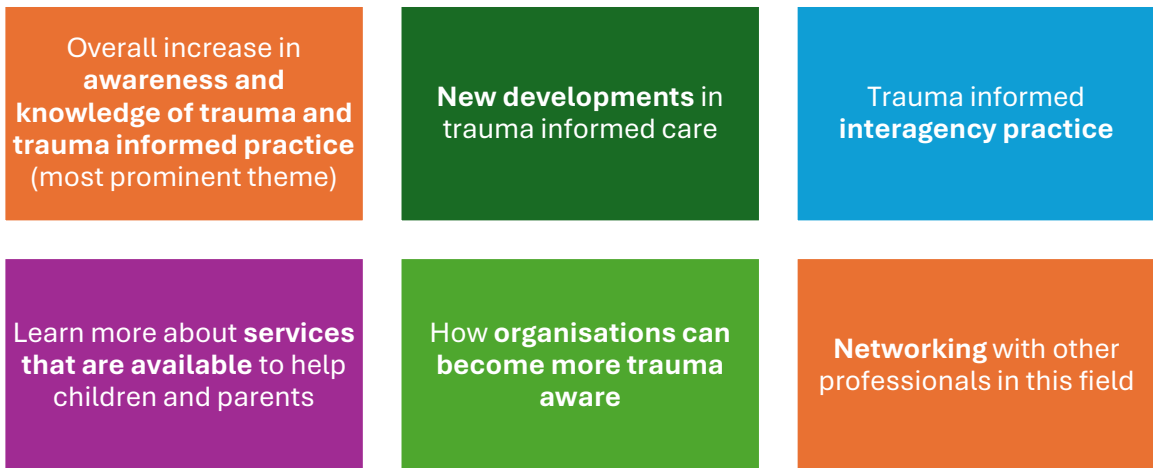 Overall increase in
awareness and
knowledge of trauma and
trauma informed practice
(most prominent theme)
New developments in
trauma informed care
Trauma informed
interagency practice
Learn more about services
that are available to help
children and parents
How organisations can
become more trauma
aware
Networking with other
professionals in this field